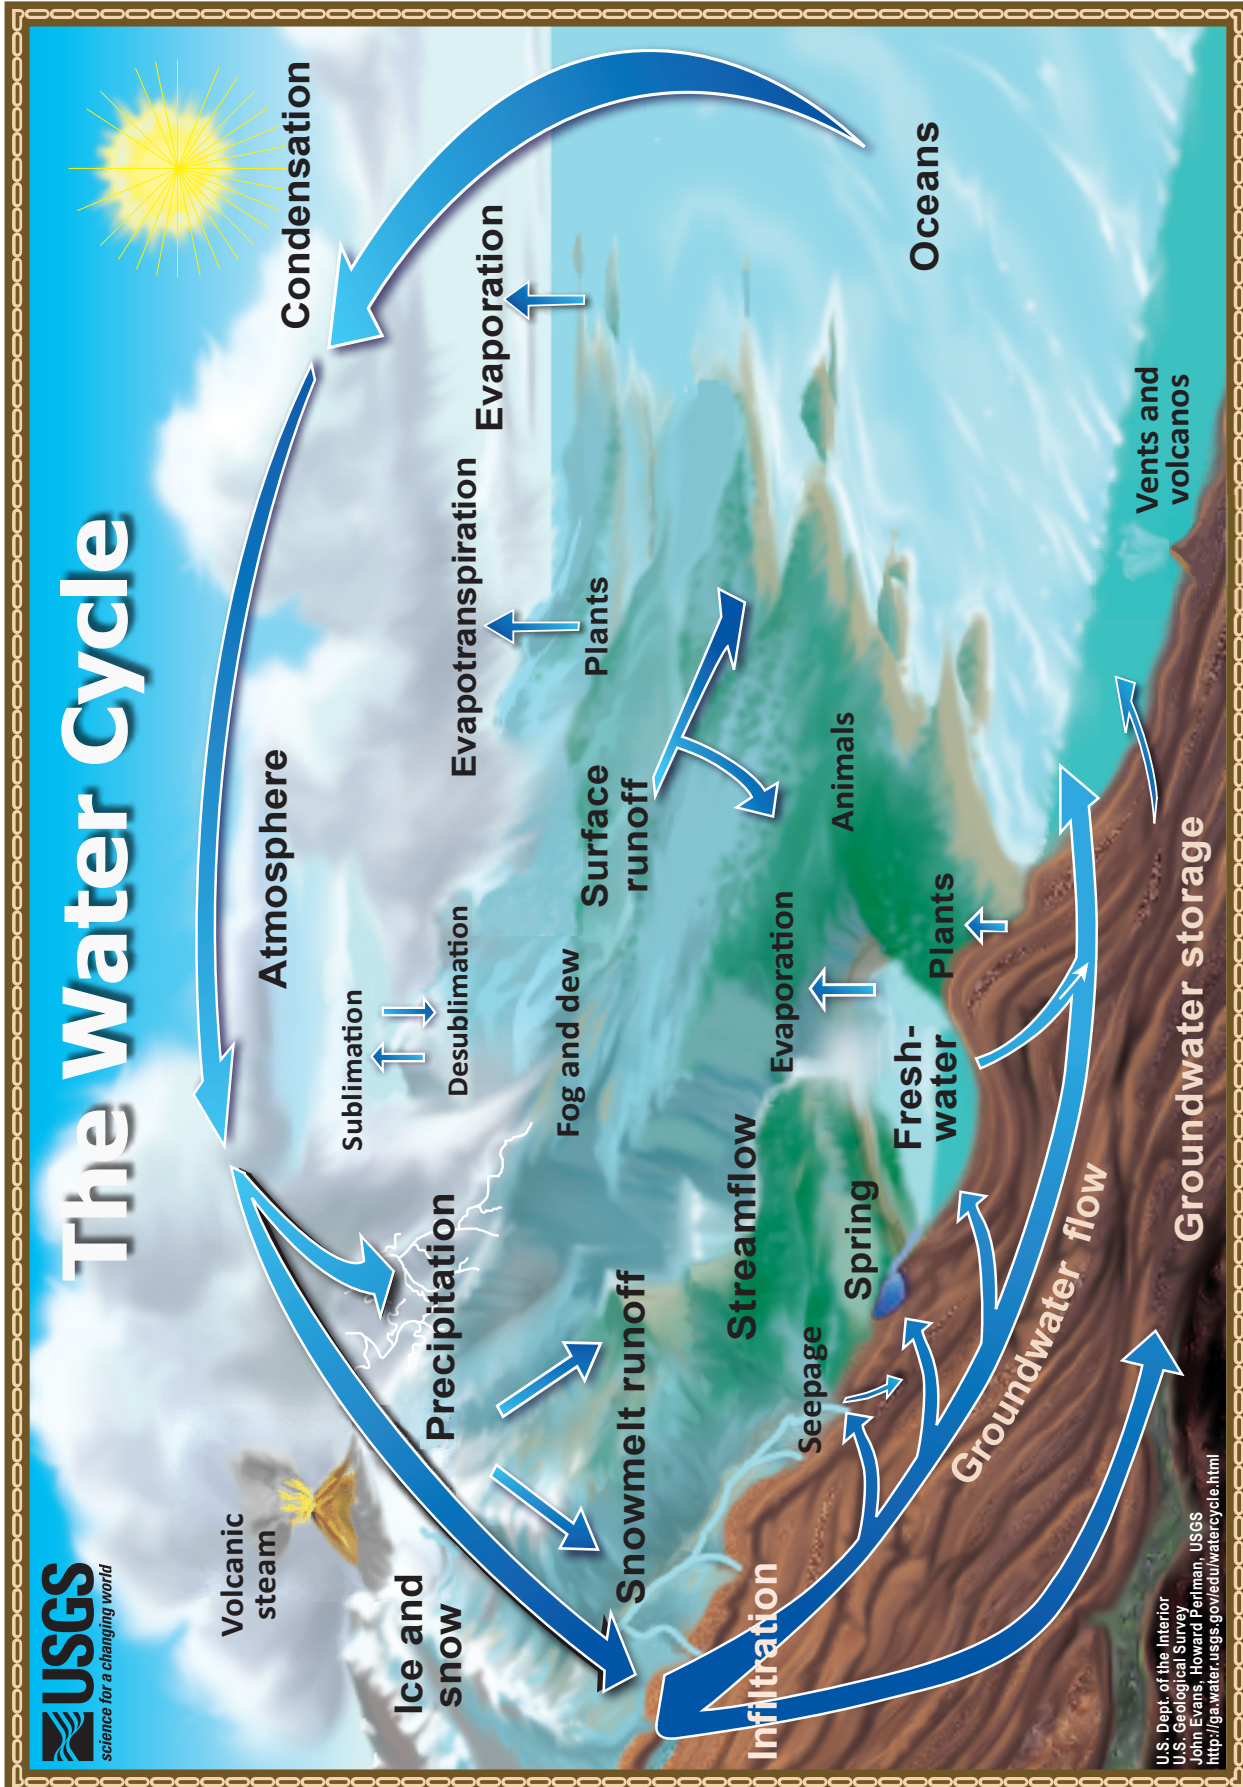 USGS
science for a changing world
The Water Cycle
Volcanic
steam
Atmosphere
Condensation
Ice and
snow
Precipitation
Sublimation
Desublimation
Evapotranspiration
Evaporation
Snowmelt runoff
Fog and dew
Surface
runoff
Plants
Streamflow
Evaporation
Animals
Oceans
Infiltration
Seepage
Spring
Fresh-
water
Plants
Groundwater flow
Vents and
volcanos
Groundwater storage
U.S. Dept. of the Interior
U.S. Geological Survey
John Evans, Howard Perlman, USGS
http://ga.water.usgs.gov/edu/watercycle.html